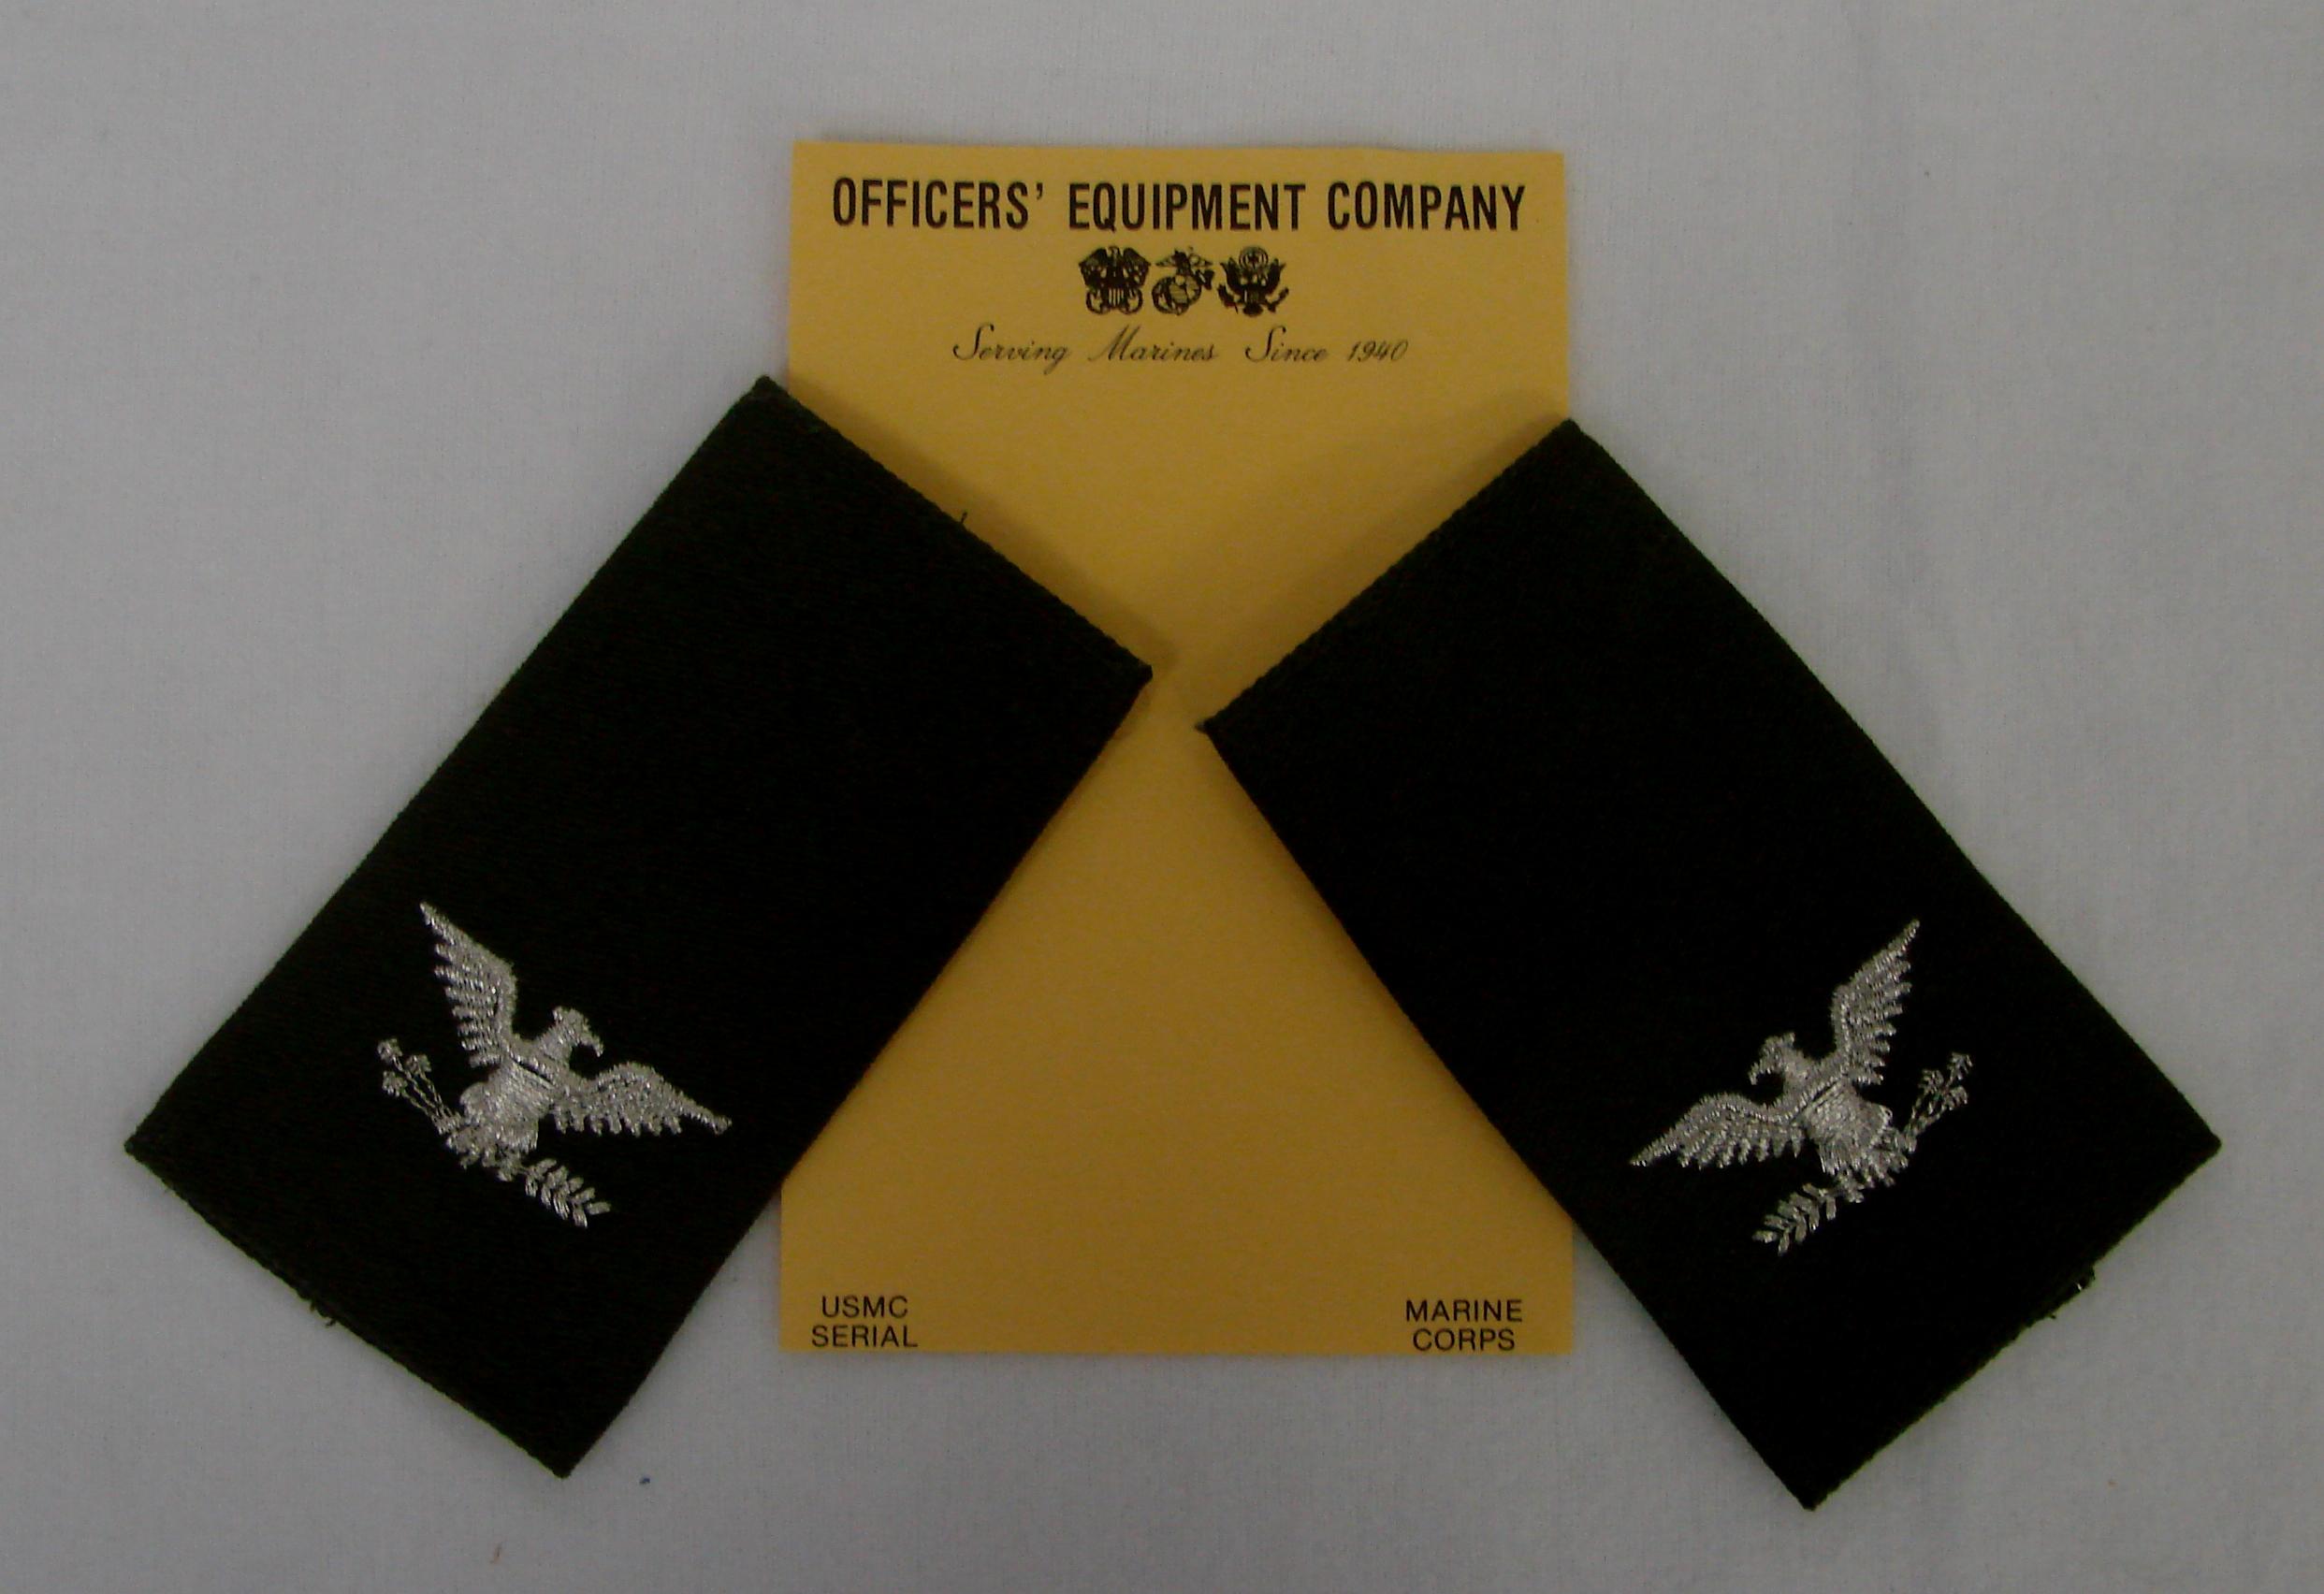 OFFICERS' EQUIPMENT COMPANY
Serving Marines Since 1940
USMC
SERIAL
MARINE
CORPS